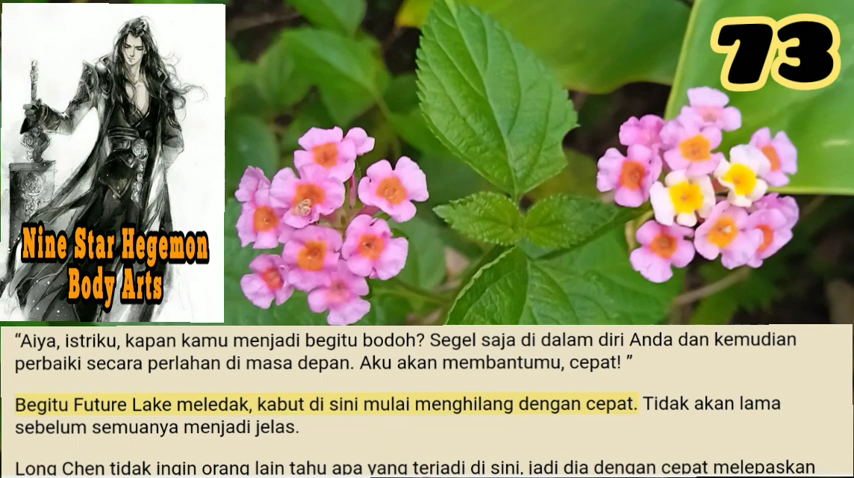 73
Nine Star Hegemon
Body Arts
“Aiya, istriku, kapan kamu menjadi begitu bodoh? Segel saja di dalam diri Anda dan kemudian
perbaiki secara perlahan di masa depan. Aku akan membantumu, cepat! ”
Begitu Future Lake meledak, kabut di sini mulai menghilang dengan cepat. Tidak akan lama
sebelum semuanya menjadi jelas.
Long Chen tidak ingin orang lain tahu apa yang terjadi di sini, jadi dia dengan cepat melepaskan